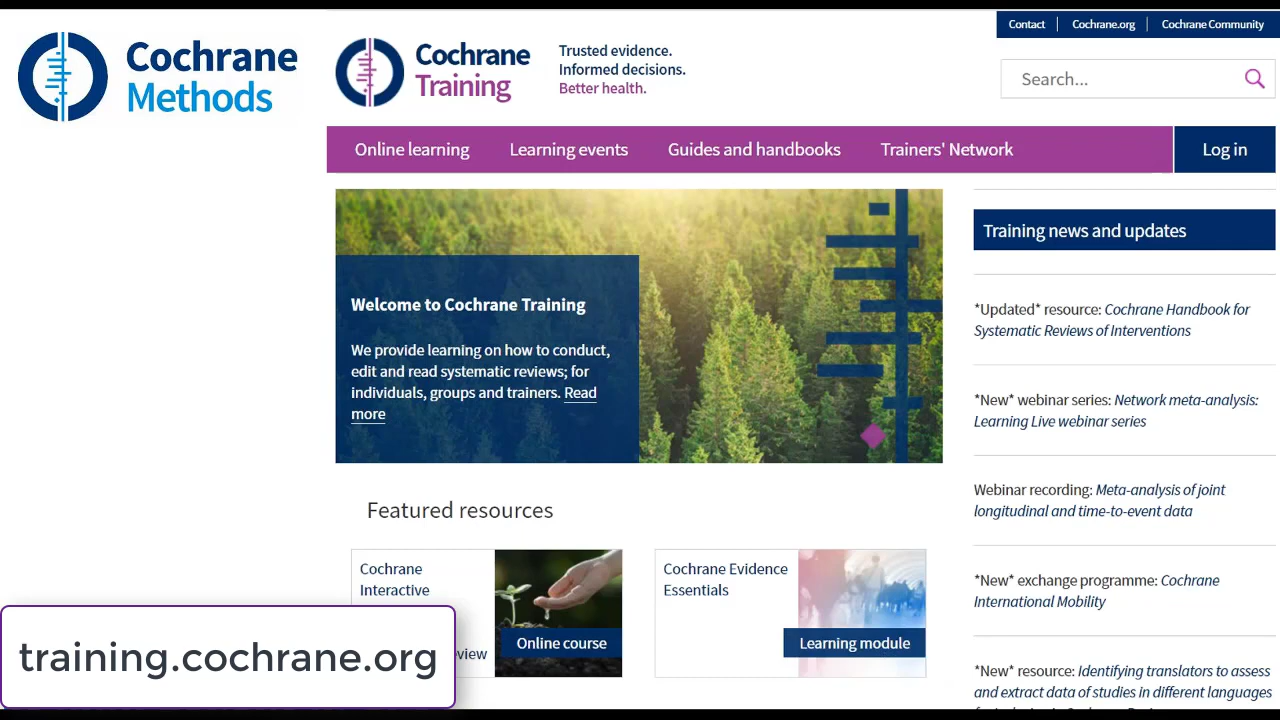 Contact
Cochrane.org
Cochrane Community
Cochrane
Methods
Cochrane
Training
Trusted evidence.
Informed decisions.
Better health.
Search...
Online learning
Learning events
Guides and handbooks
Trainers' Network
Log in
Welcome to Cochrane Training
We provide learning on how to conduct,
edit and read systematic reviews; for
individuals, groups and trainers. Read
more
Training news and updates
*Updated* resource: Cochrane Handbook for
Systematic Reviews of Interventions
*New* webinar series: Network meta-analysis:
Learning Live webinar series
Webinar recording: Meta-analysis of joint
longitudinal and time-to-event data
*New* exchange programme: Cochrane
International Mobility
*New* resource: Identifying translators to assess
and extract data of studies in different languages
Featured resources
Cochrane
Interactive
view
Online course
Cochrane Evidence
Essentials
Learning module
training.cochrane.org